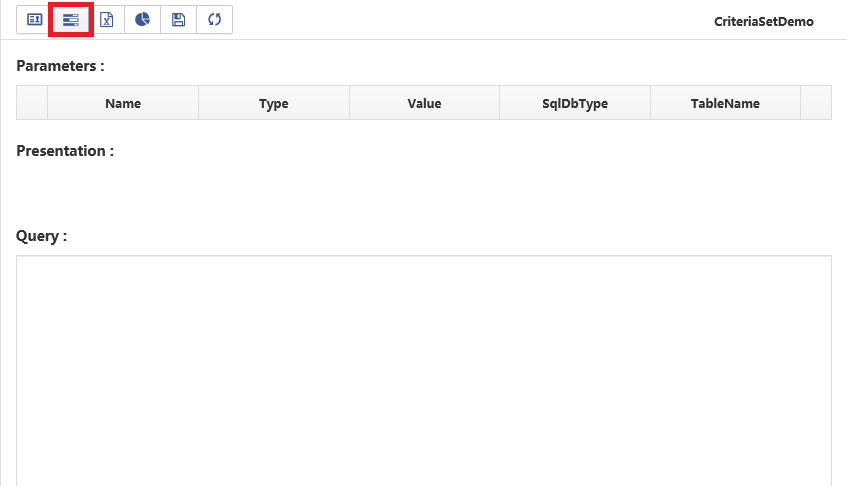 CriteriaSetDemo
Parameters :
Name Type Value SqlDbType TableName
Presentation :
Query :